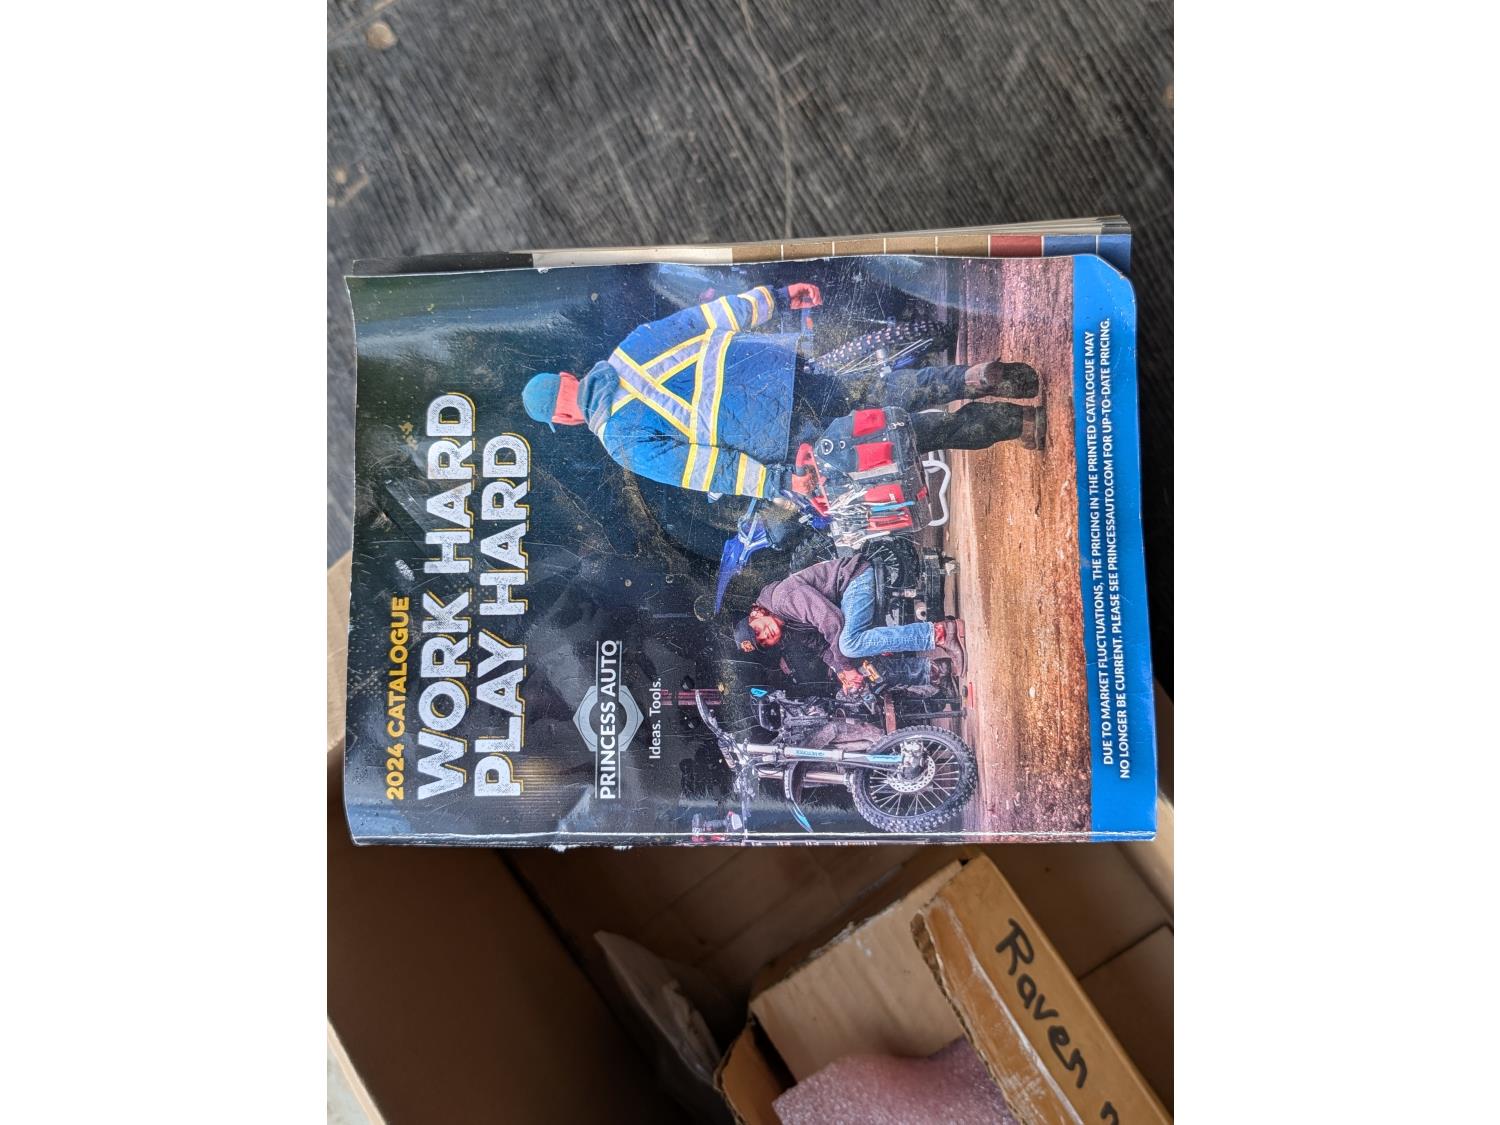 2024 CATALOGUE
WORK HARD
PLAY HARD
PRINCESS AUTO
Ideas. Tools.
DUE TO MARKET FLUCTUATIONS, THE PRICING IN THE PRINTED CATALOGUE MAY
NO LONGER BE CURRENT. PLEASE SEE PRINCESSAUTO.COM FOR UP-TO-DATE PRICING.
Raven